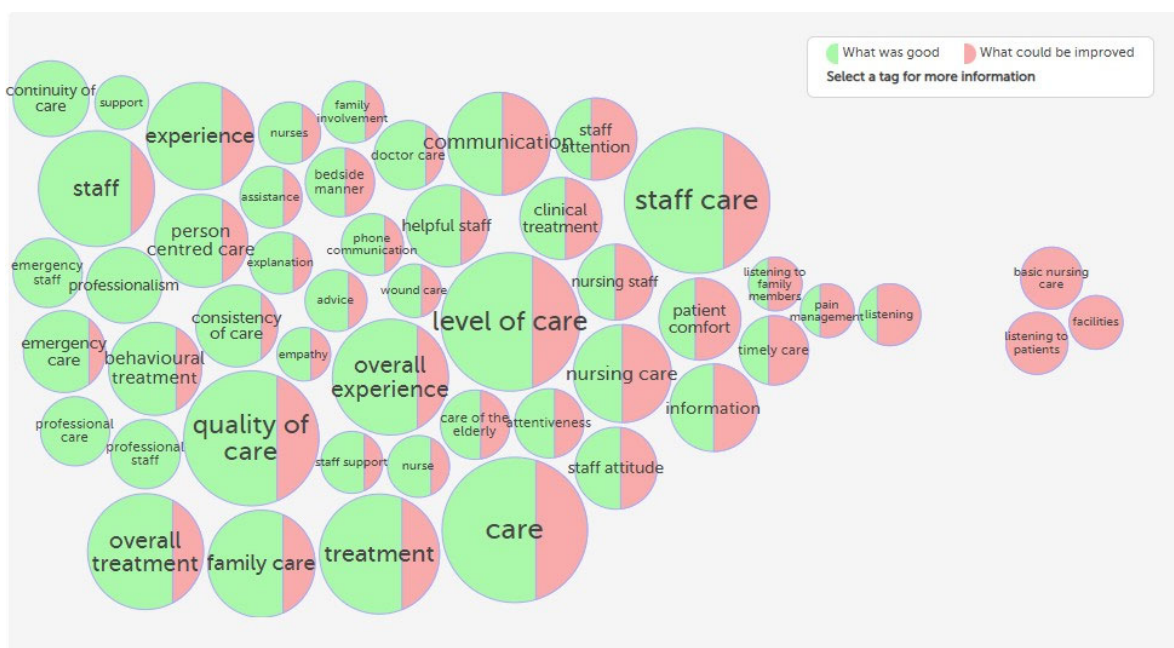 What was good
What could be improved
Select a tag for more information
continuity of
care
support
experience
nurses
family
involvement
communication
staff
attention
doctor care
staff
bedside
manner
assistance
staff care
person
centred care
helpful staff
clinical
treatment
phone
communication
emergency
staff
professionalism
explanation
wound care
nursing staff
listening to
family
members
basic nursing
care
advice
consistency
of care
level of care
patient
comfort
pain
management
listening
facilities
emergency
care
behavioural
treatment
empathy
overall
experience
nursing care
timely care
listening to
patients
information
professional
care
quality of
care
care of the
elderly
attentiveness
professional
staff
staff support
nurse
staff attitude
overall
treatment
family care
treatment
care